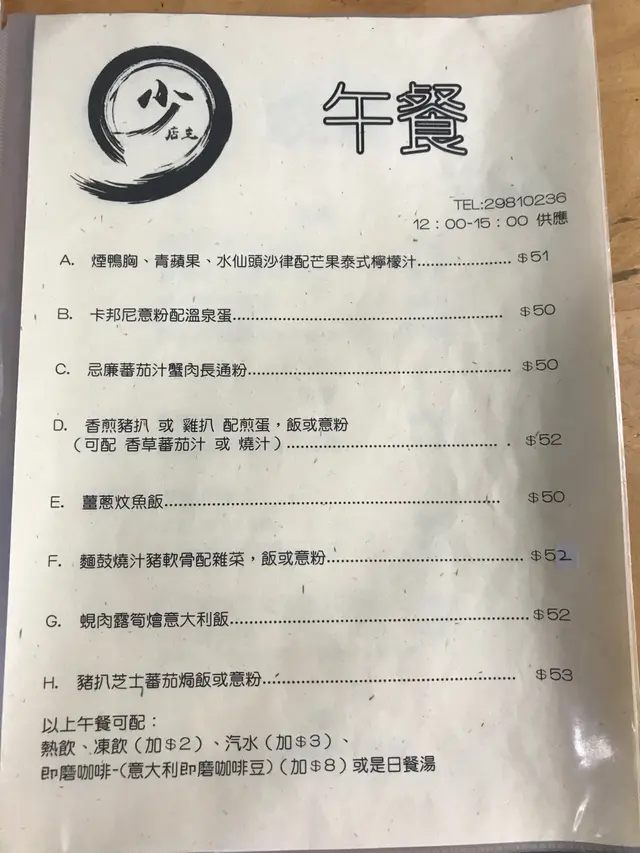 少
店主
午餐
TEL:29810236
12：00-15：00 供應
A. 煙鴨胸、青蘋果、水仙頭沙律配芒果泰式檸檬汁 $51
B. 卡邦尼意粉配溫泉蛋 $50
C. 忌廉蕃茄汁蟹肉長通粉 $50
D. 香煎豬扒 或 雞扒 配煎蛋，飯或意粉
（可配 香草蕃茄汁 或 燒汁） $52
E. 薑蔥炆魚飯 $50
F. 麵鼓燒汁豬軟骨配雜菜，飯或意粉 $52
G. 蜆肉露筍燴意大利飯 $52
H. 豬扒芝士蕃茄焗飯或意粉 $53
以上午餐可配：
熱飲、凍飲（加$2）、汽水（加$3）、
即磨咖啡-(意大利即磨咖啡豆)（加$8）或是日餐湯